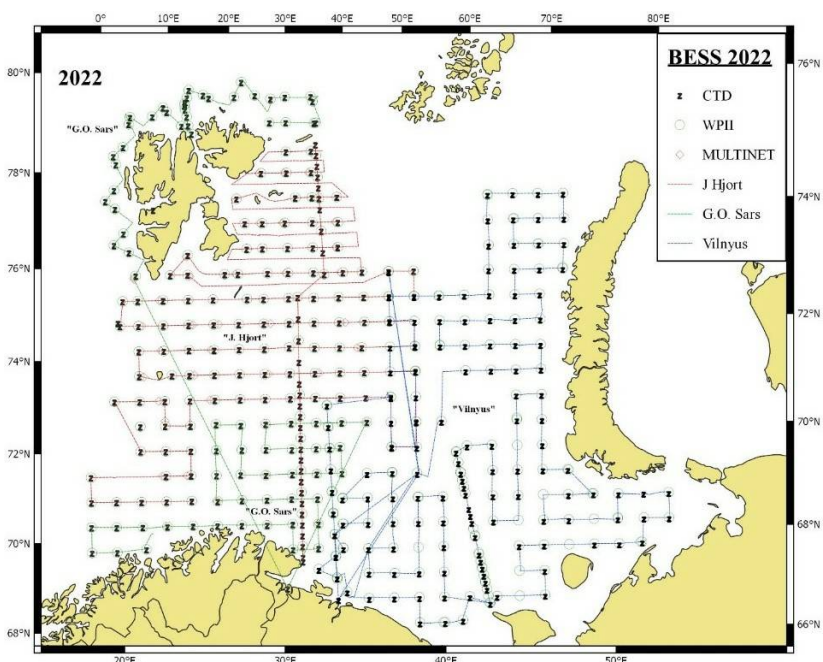 0° 10°E 20°E 30°E 40°E 50°E 60°E 70°E 80°E
2022
BESS 2022
CTD
WPII
MULTINET
J Hjort
G.O. Sars
Vilnyus
80°N
76°N
"G.O. Sars"
78°N
74°N
76°N
72°N
"J. Hjort"
74°N
"Vilnyus"
70°N
72°N
"G.O. Sars"
68°N
70°N
68°N
66°N
20°E 30°E 40°E 50°E